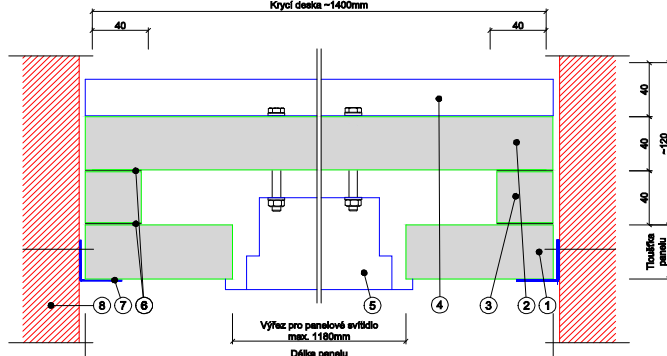 Krycí deska ~1400mm
40
40
40
40
40
~120
Tloušťka
panelu
8
7
6
5
4
3
2
1
Výřez pro panelové svítidlo
max. 1180mm
Délka panelu